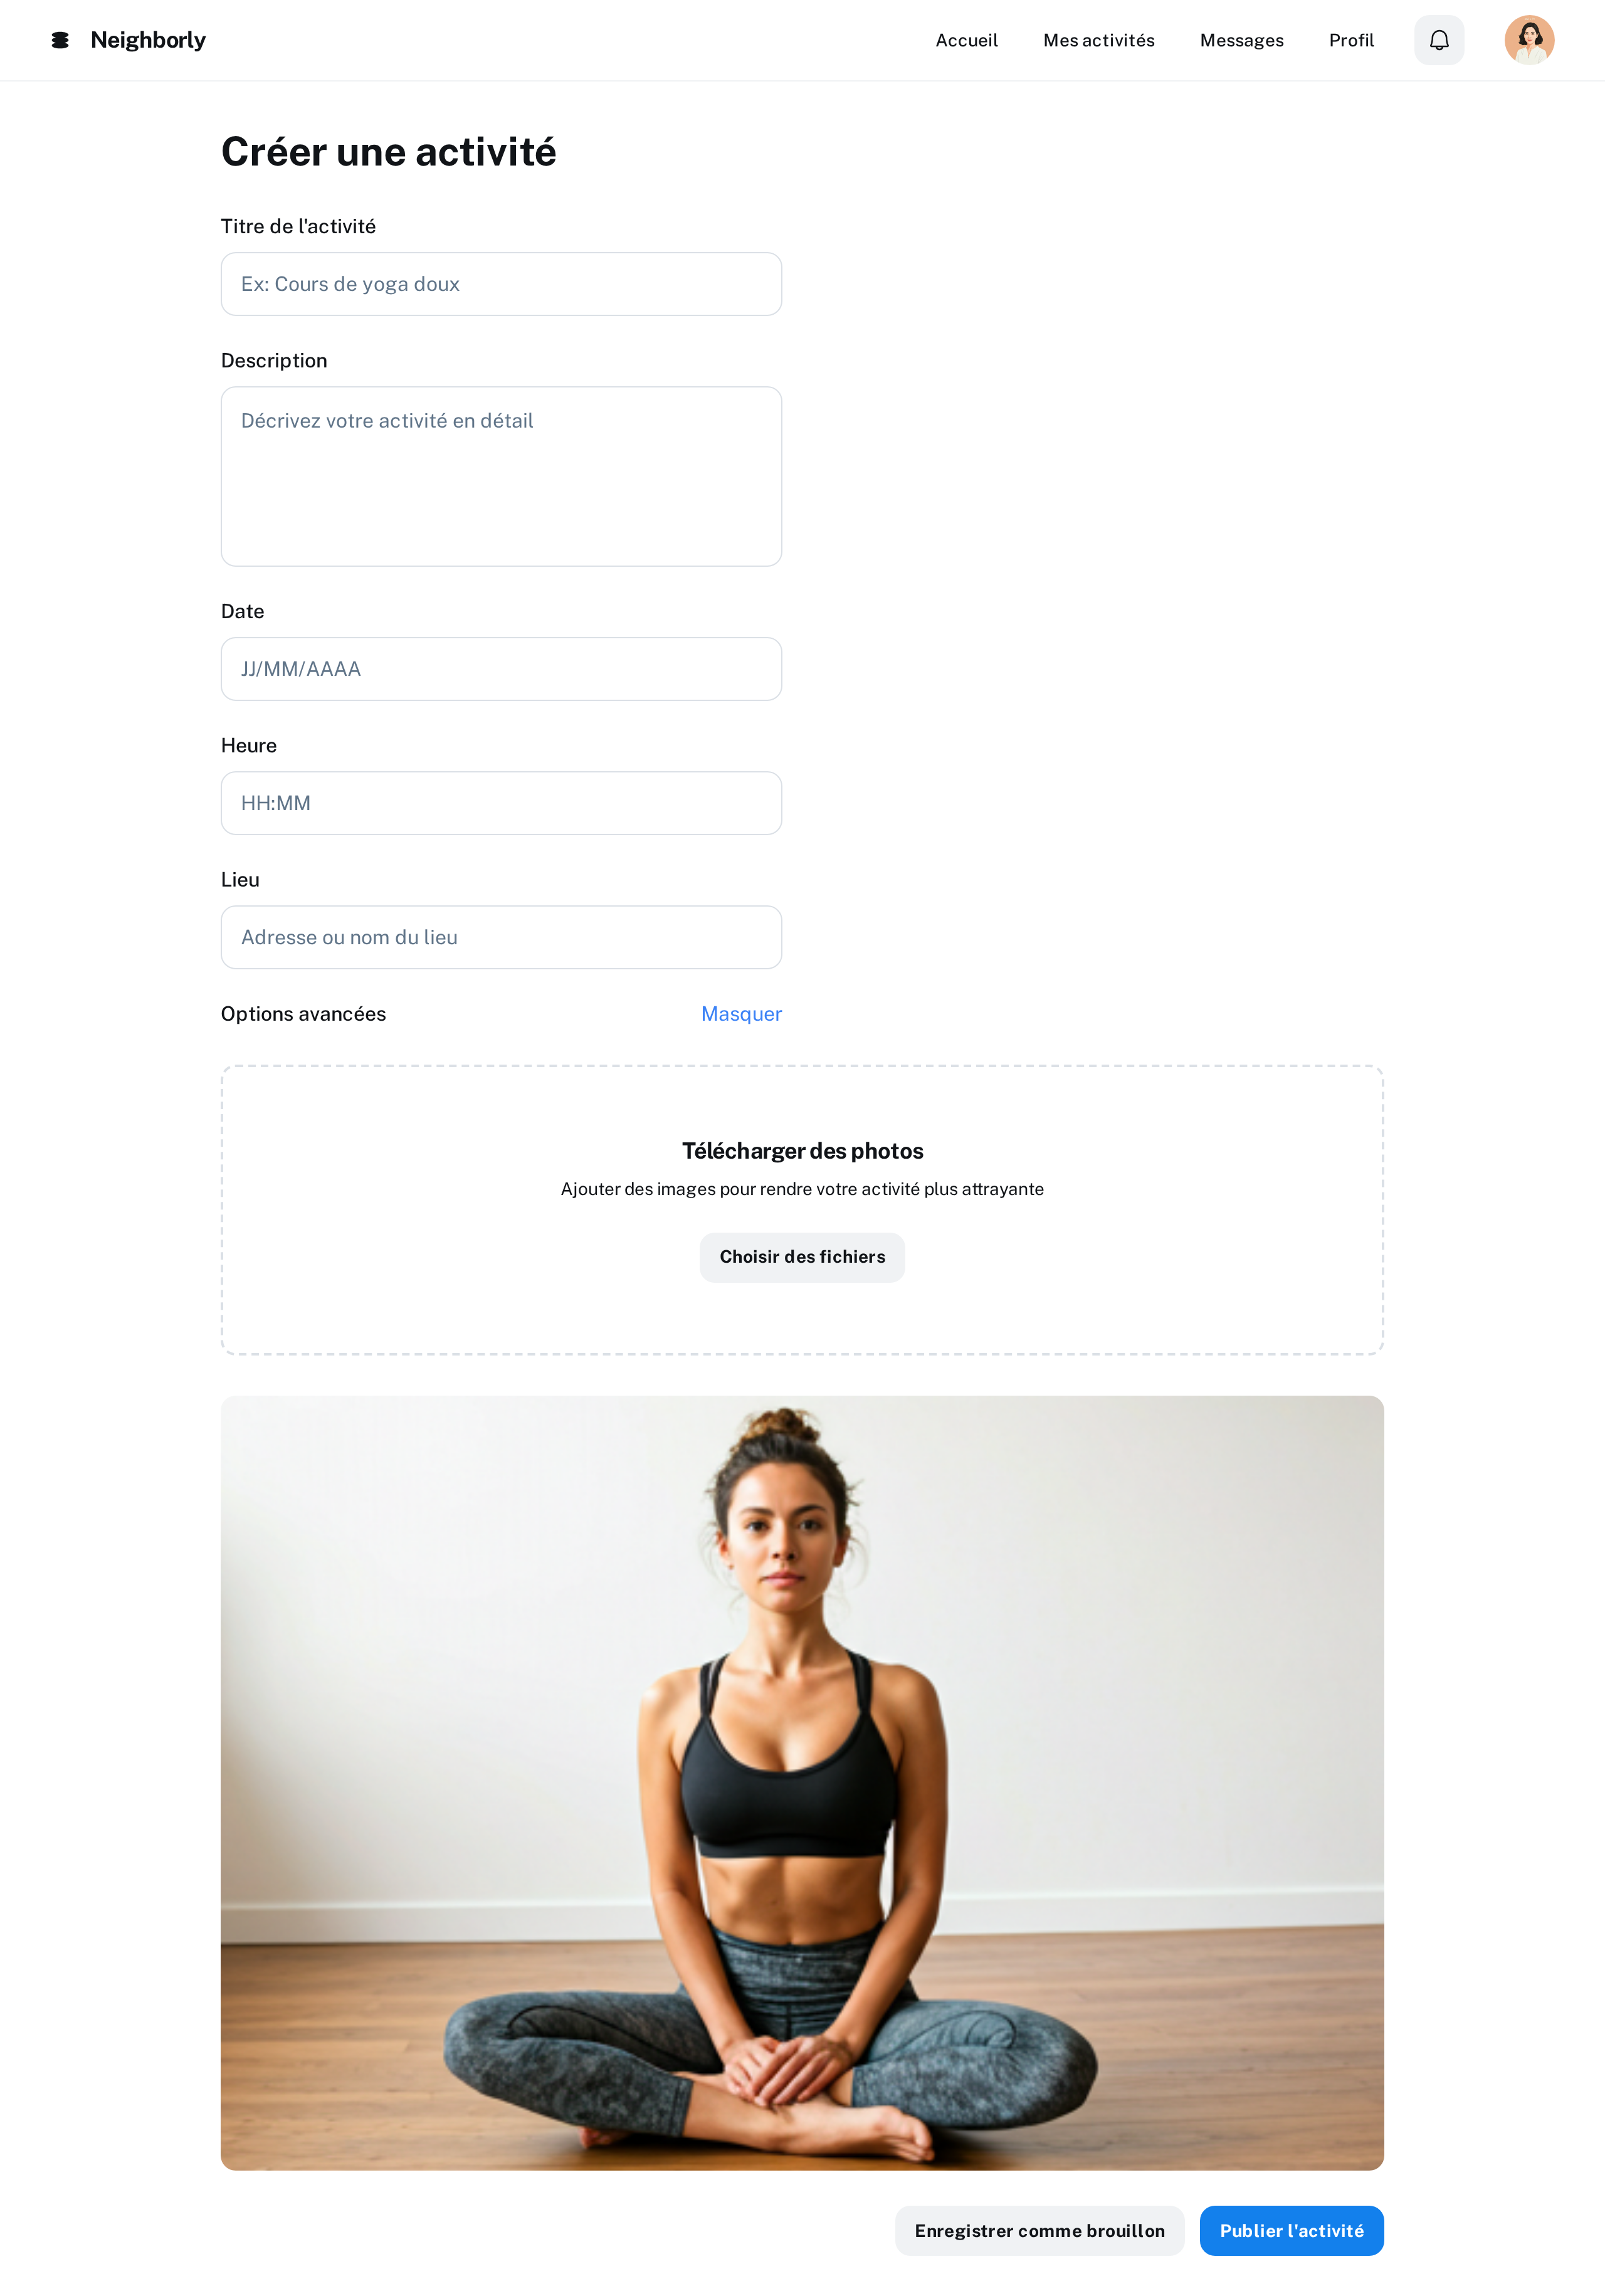 Neighborly
Accueil
Mes activités
Messages
Profil
Créer une activité
Titre de l'activité
Ex: Cours de yoga doux
Description
Décrivez votre activité en détail
Date
JJ/MM/AAAA
Heure
HH:MM
Lieu
Adresse ou nom du lieu
Options avancées
Masquer
Télécharger des photos
Ajouter des images pour rendre votre activité plus attrayante
Choisir des fichiers
Enregistrer comme brouillon
Publier l'activité